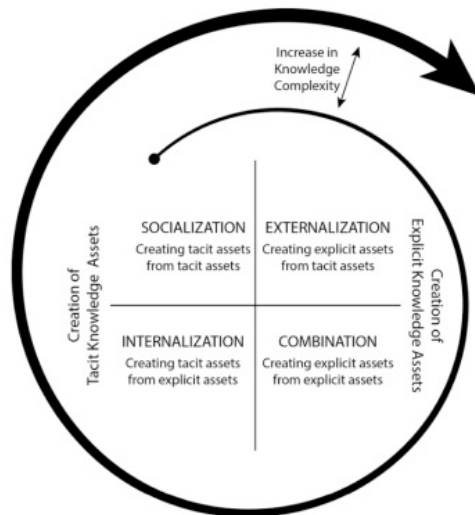 Increase in
Knowledge
Complexity
SOCIALIZATION
Creating tacit assets
from tacit assets
EXTERNALIZATION
Creating explicit assets
from tacit assets
Creation of
Tacit Knowledge Assets
Creation of
Explicit Knowledge Assets
INTERNALIZATION
Creating tacit assets
from explicit assets
COMBINATION
Creating explicit assets
from explicit assets